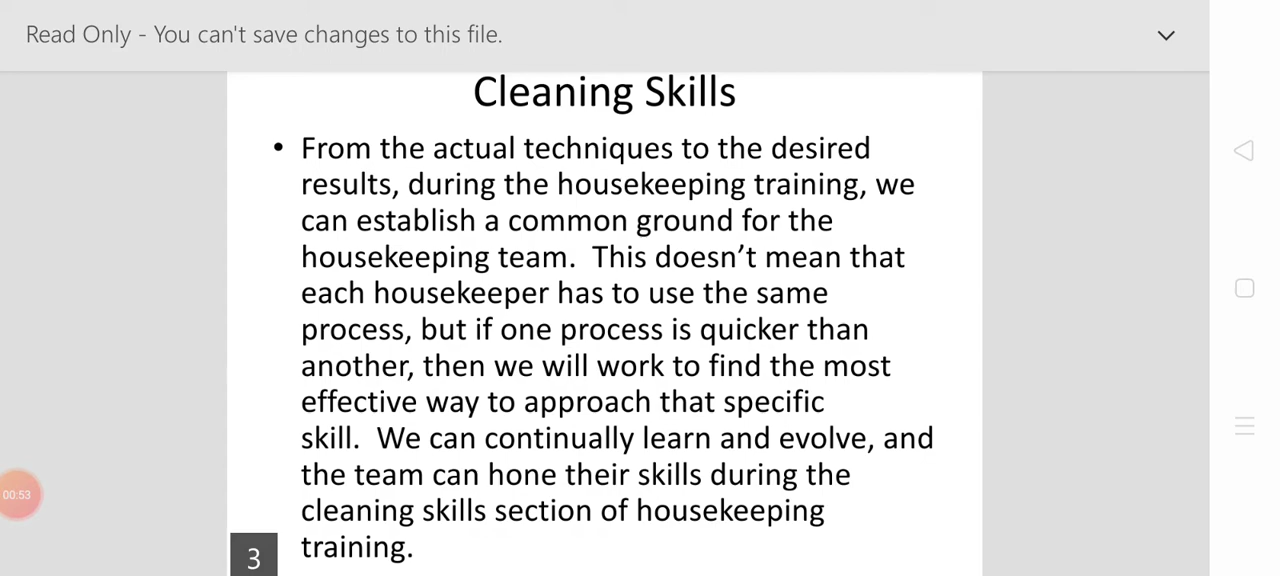 Read Only - You can't save changes to this file.
Cleaning Skills
• From the actual techniques to the desired
results, during the housekeeping training, we
can establish a common ground for the
housekeeping team.  This doesn’t mean that
each housekeeper has to use the same
process, but if one process is quicker than
another, then we will work to find the most
effective way to approach that specific
skill.  We can continually learn and evolve, and
the team can hone their skills during the
cleaning skills section of housekeeping
training.
00:53
3